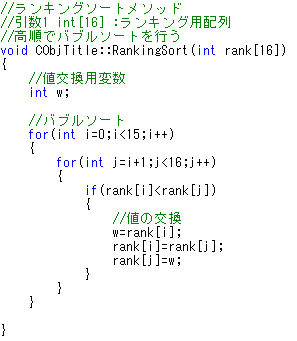 //ランキングソートメソッド
//引数1 int[16] :ランキング用配列
//高順でバブルソートを行う
void CObjTitle::RankingSort(int rank[16])
{
    //値交換用変数
    int w;

    //バブルソート
    for(int i=0;i<15;i++)
    {
        for(int j=i+1;j<16;j++)
        {
            if(rank[i]<rank[j])
            {
                //値の交換
                w=rank[i];
                rank[i]=rank[j];
                rank[j]=w;
            }
        }
    }

}